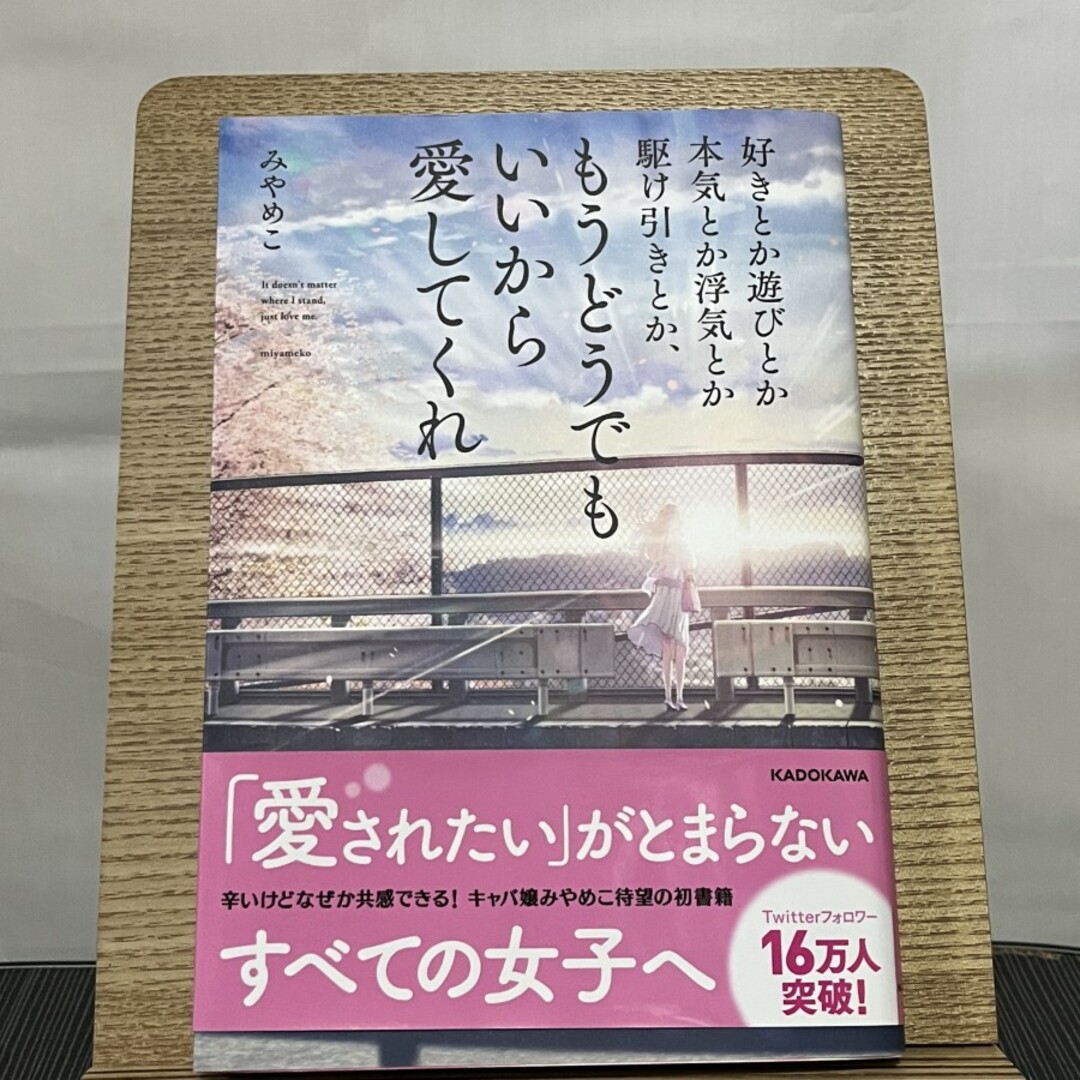 好きとか遊びとか
本気とか浮気とか
駆け引きとか、
もうどうでも
いいから
愛してくれ
みやめこ
It doesn't matter
where I stand,
just love me.
miyameko
KADOKAWA
「愛されたい」がとまらない
辛いけどなぜか共感できる! キャバ嬢みやめこ待望の初書籍
すべての女子へ
Twitterフォロワー
16万人
突破!